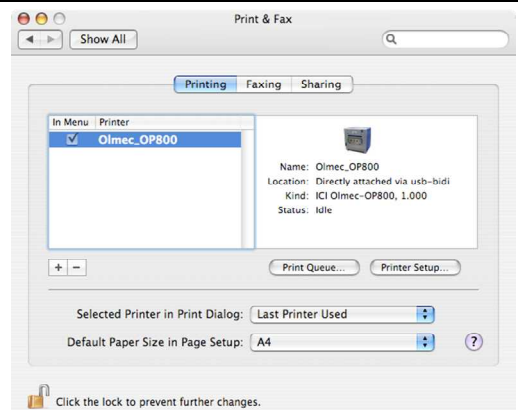 Print & Fax
Show All
Printing Faxing Sharing
In Menu Printer
Olmec_OP800
Name: Olmec_OP800
Location: Directly attached via usb-bidi
Kind: ICI Olmec-OP800, 1.000
Status: Idle
+ −
Print Queue... Printer Setup...
Selected Printer in Print Dialog: Last Printer Used
Default Paper Size in Page Setup: A4
?
Click the lock to prevent further changes.